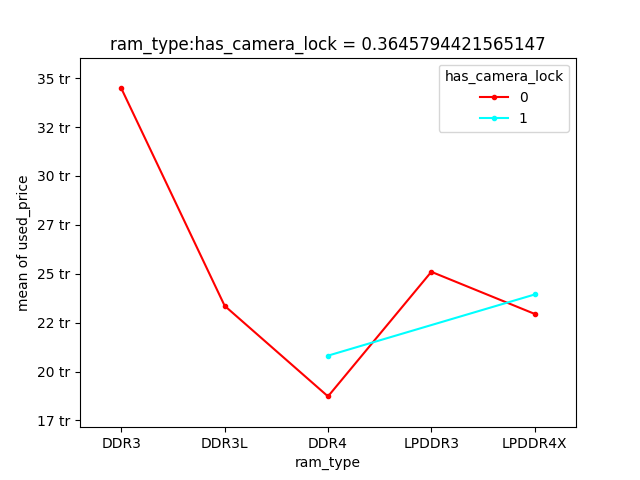 ram_type:has_camera_lock = 0.3645794421565147
has_camera_lock
0
1
35 tr
32 tr
30 tr
27 tr
25 tr
22 tr
20 tr
17 tr
mean of used_price
DDR3 DDR3L DDR4 LPDDR3 LPDDR4X
ram_type